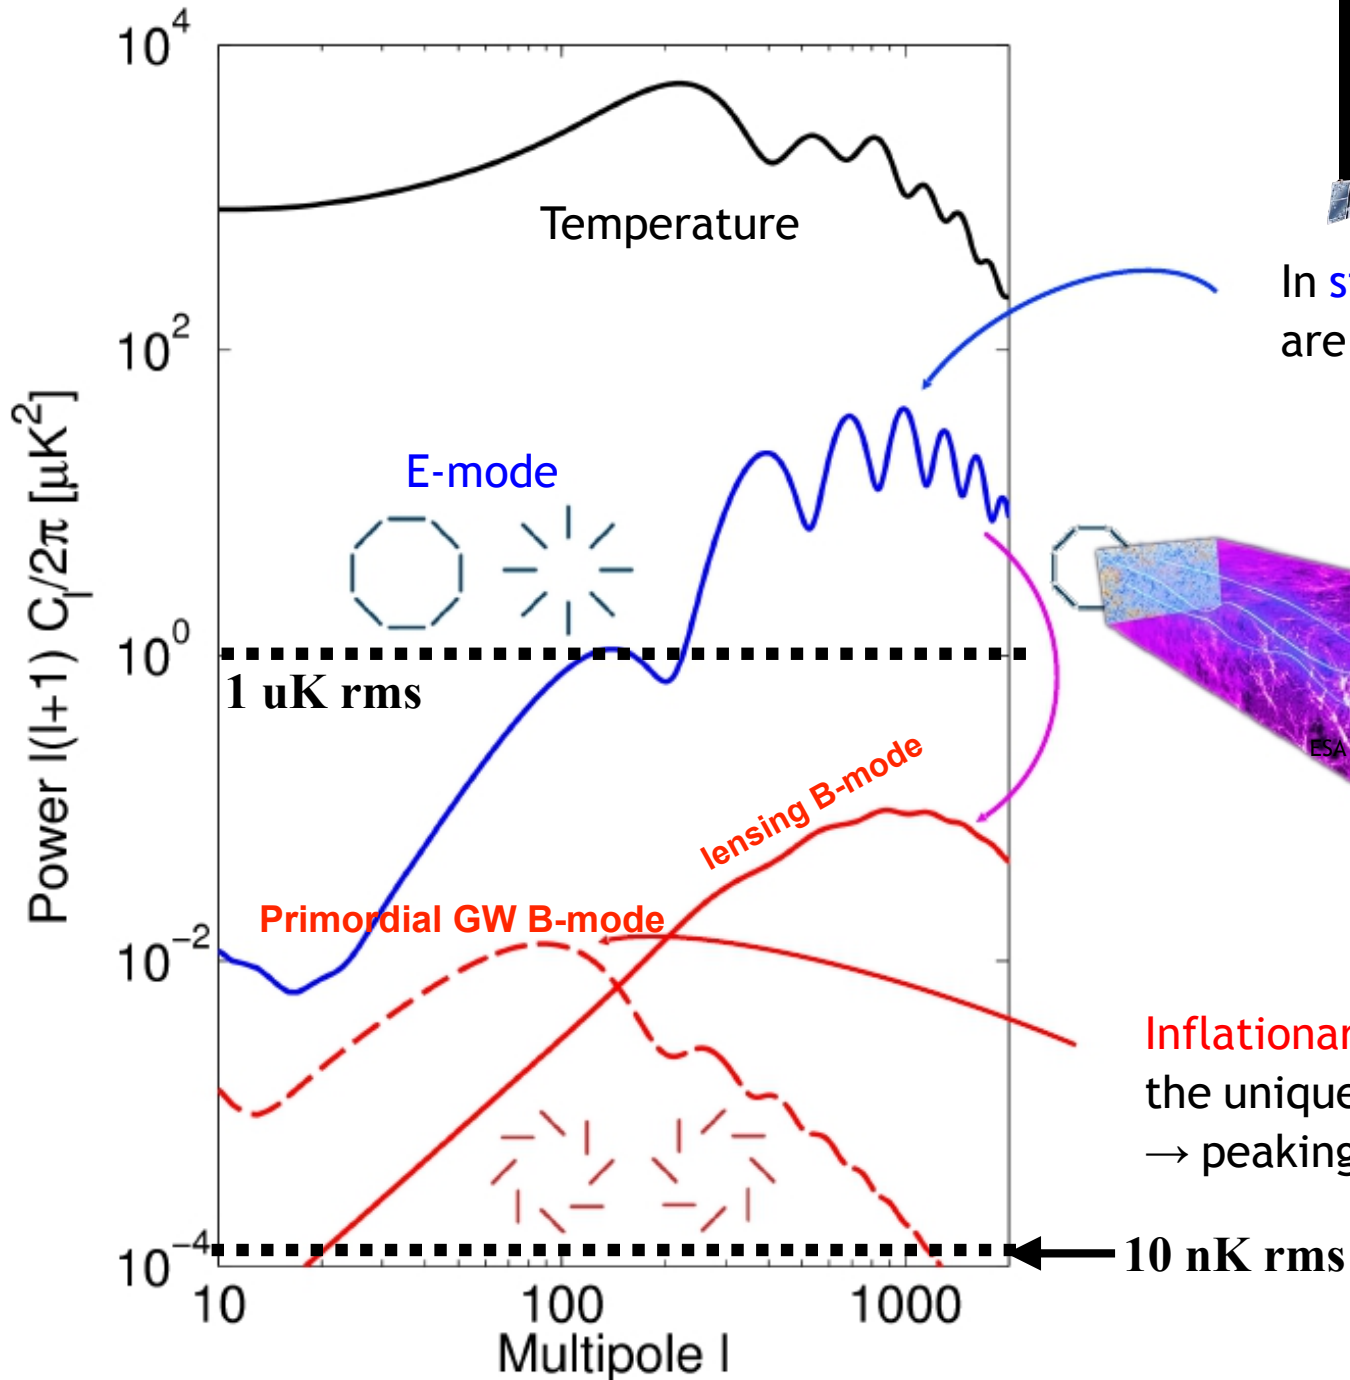 10^4
Temperature
In
are
10^2
E-mode
Power l(l+1) C_l/2π [μK^2]
10^0
1 uK rms
ESA
lensing B-mode
Primordial GW B-mode
10^-2
the unique
→ peaking
10^-4
10 nK rms
10 100 1000
Multipole l